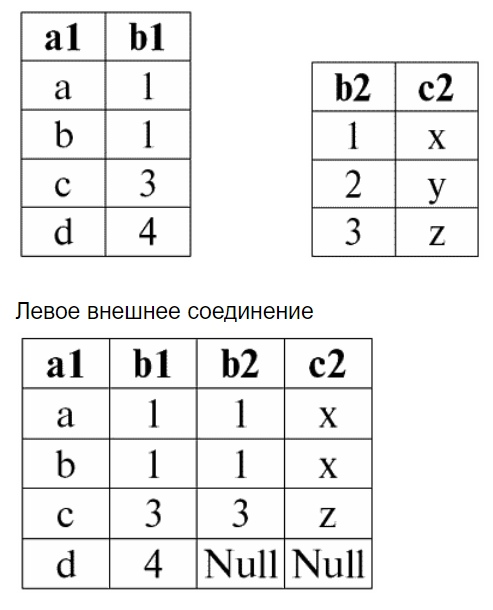 a1 b1
a 1
b 1
c 3
d 4
b2 c2
1 x
2 y
3 z
Левое внешнее соединение
a1 b1 b2 c2
a 1 1 x
b 1 1 x
c 3 3 z
d 4 Null Null